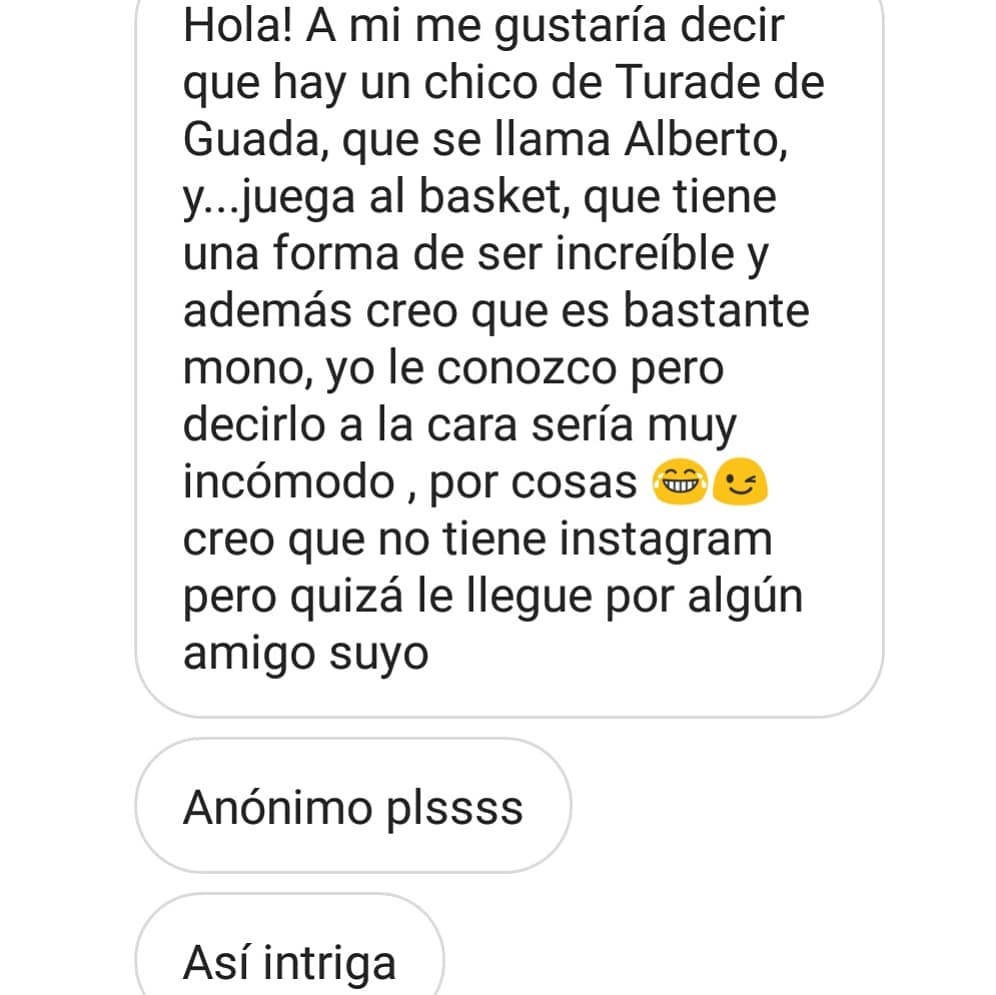 Hola! A mi me gustaría decir
que hay un chico de Turade de
Guada, que se llama Alberto,
y...juega al basket, que tiene
una forma de ser increíble y
además creo que es bastante
mono, yo le conozco pero
decirlo a la cara sería muy
incómodo , por cosas 😂😉
creo que no tiene instagram
pero quizá le llegue por algún
amigo suyo
Anónimo plssss
Así intriga